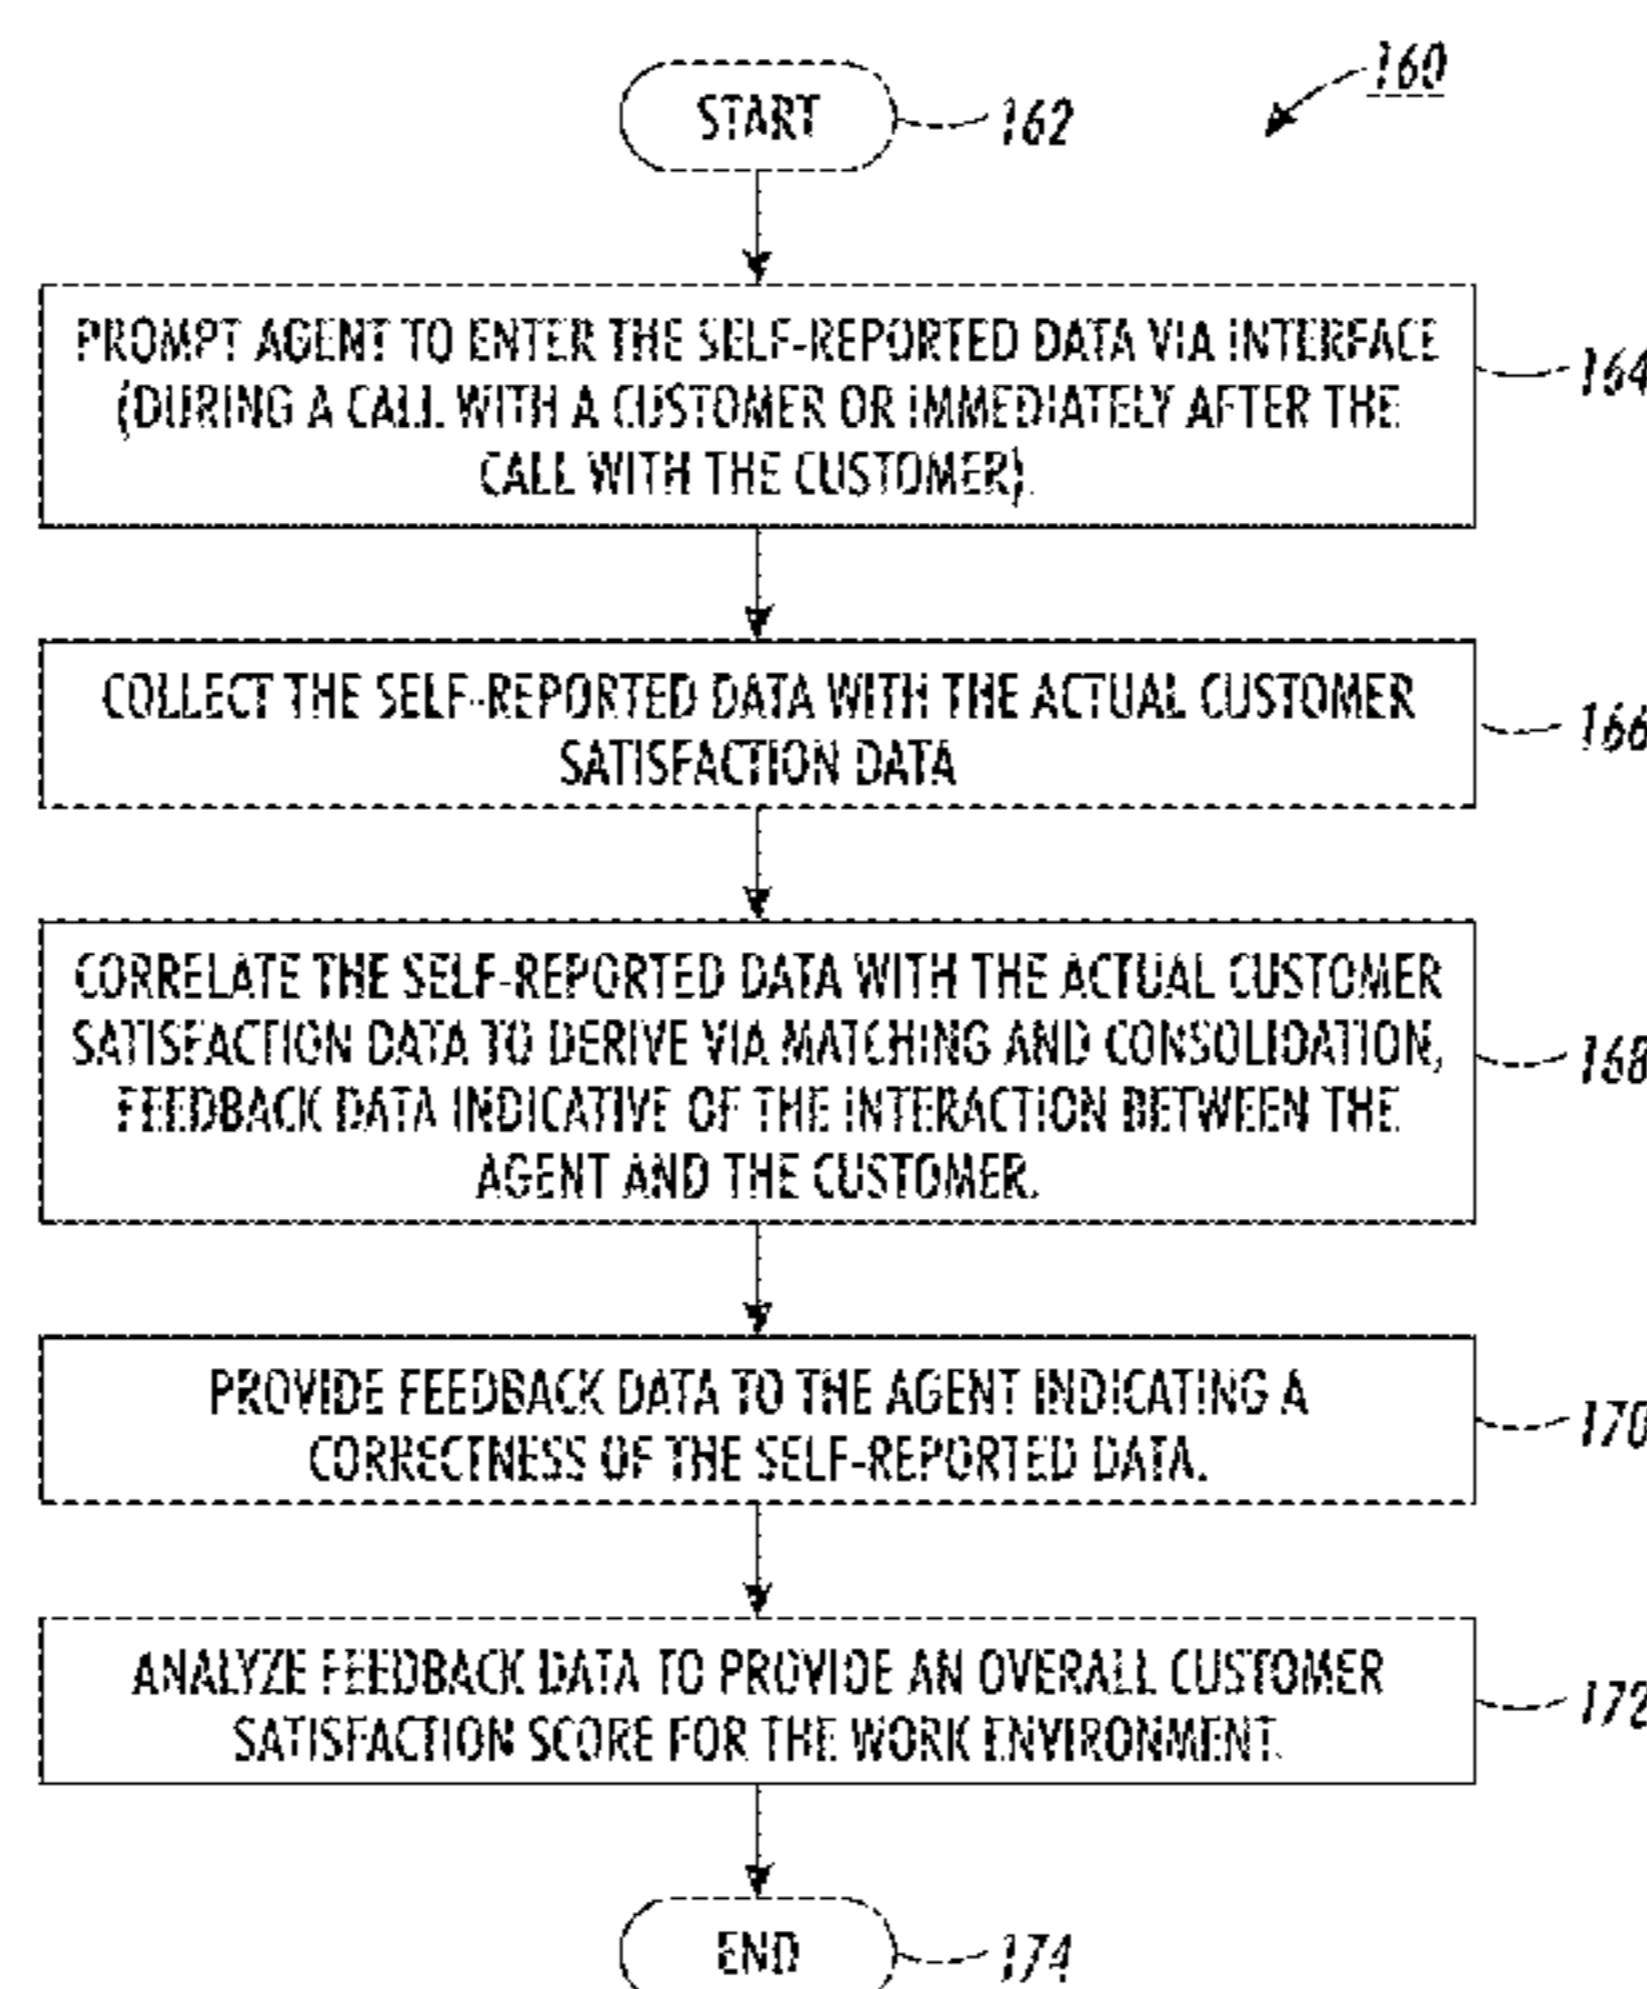 160
START
162
PROMPT AGENT TO ENTER THE SELF-REPORTED DATA VIA INTERFACE
(DURING A CALL WITH A CUSTOMER OR IMMEDIATELY AFTER THE
CALL WITH THE CUSTOMER).
164
COLLECT THE SELF-REPORTED DATA WITH THE ACTUAL CUSTOMER
SATISFACTION DATA
166
CORRELATE THE SELF-REPORTED DATA WITH THE ACTUAL CUSTOMER
SATISFACTION DATA TO DERIVE VIA MATCHING AND CONSOLIDATION,
FEEDBACK DATA INDICATIVE OF THE INTERACTION BETWEEN THE
AGENT AND THE CUSTOMER.
168
PROVIDE FEEDBACK DATA TO THE AGENT INDICATING A
CORRECTNESS OF THE SELF-REPORTED DATA.
170
ANALYZE FEEDBACK DATA TO PROVIDE AN OVERALL CUSTOMER
SATISFACTION SCORE FOR THE WORK ENVIRONMENT.
172
END
174